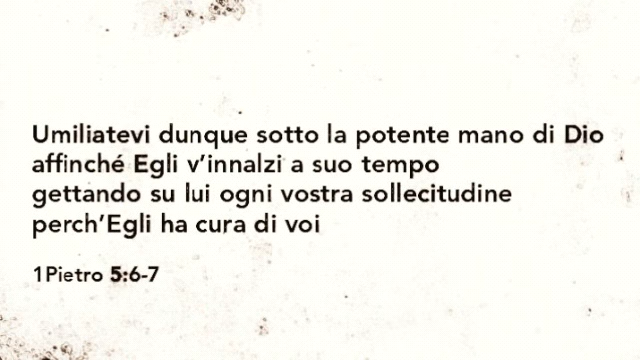 Umiliatevi dunque sotto la potente mano di Dio
affinché Egli v'innalzi a suo tempo
gettando su lui ogni vostra sollecitudine
perch'Egli ha cura di voi
1Pietro 5:6-7